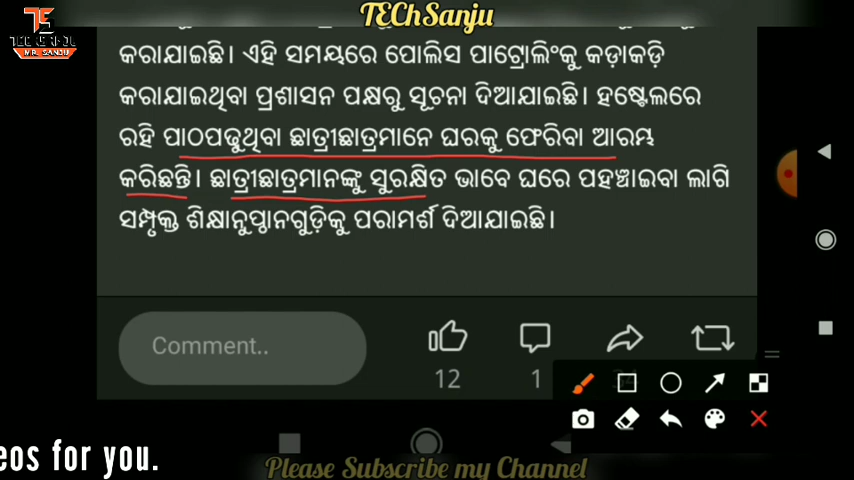 TEChSanju
MR. SANJU
କରାଯାଇଛି। ଏହି ସମୟରେ ପୋଲିସ ପାଟ୍ରୋଲିଂକୁ କଡ଼ାକଡ଼ି
କରାଯାଇଥିବା ପ୍ରଶାସନ ପକ୍ଷରୁ ସୂଚନା ଦିଆଯାଇଛି। ହଷ୍ଟେଲରେ
ରହି ପାଠପଢୁଥିବା ଛାତ୍ରୀଛାତ୍ରମାନେ ଘରକୁ ଫେରିବା ଆରମ୍ଭ
କରିଛନ୍ତି। ଛାତ୍ରୀଛାତ୍ରମାନଙ୍କୁ ସୁରକ୍ଷିତ ଭାବେ ଘରେ ପହଞ୍ଚାଇବା ଲାଗି
ସମ୍ପୃକ୍ତ ଶିକ୍ଷାନୁଷ୍ଠାନଗୁଡ଼ିକୁ ପରାମର୍ଶ ଦିଆଯାଇଛି।
Comment..
12
1
eos for you.
Please Subscribe my Channel